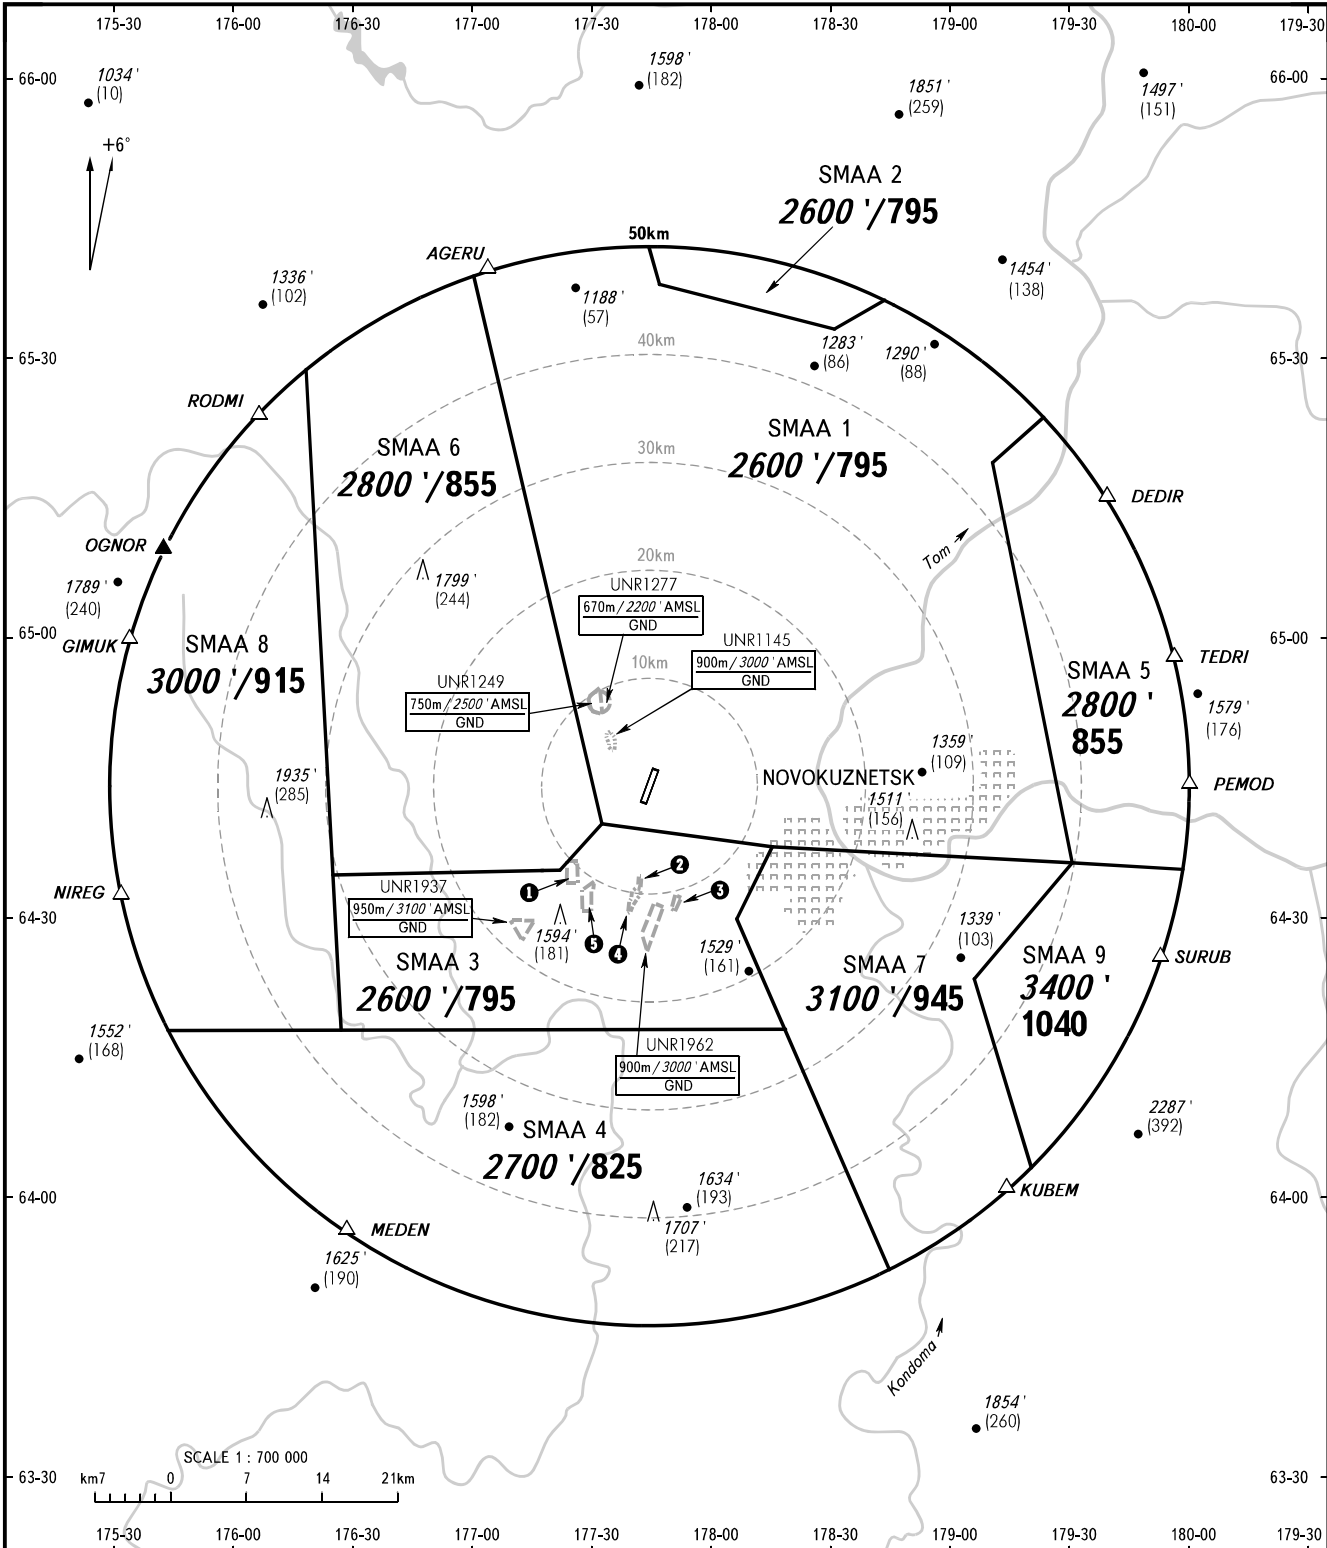 175-30 176-00 176-30 177-00 177-30 178-00 178-30 179-00 179-30 180-00 179-30
66-00 66-00
1034'
(10)
1598'
(182)
1851'
(259)
1497'
(151)
+6°
SMAA 2
2600'/795
50km
AGERU
1336'
(102)
1188'
(57)
1454'
(138)
65-30 65-30
40km
1283'
(86)
1290'
(88)
RODMI
SMAA 6
2800'/855
SMAA 1
2600'/795
30km
DEDIR
OGNOR
Tom
20km
1789'
(240)
1799'
(244)
UNR1277
670m/2200' AMSL
GND
65-00 65-00
GIMUK
SMAA 8
3000'/915
UNR1145
900m/3000' AMSL
GND
10km
TEDRI
SMAA 5
2800'
855
UNR1249
750m/2500' AMSL
GND
1579'
(176)
1359'
(109)
NOVOKUZNETSK
PEMOD
1935'
(285)
1511'
(156)
2
1
3
NIREG
UNR1937
950m/3100' AMSL
GND
64-30 64-30
1594'
(181)
5
4
1529'
(161)
1339'
(103)
SMAA 3
2600'/795
SMAA 7
3100'/945
SMAA 9
3400'
1040
SURUB
1552'
(168)
UNR1962
900m/3000' AMSL
GND
1598'
(182)
SMAA 4
2700'/825
2287'
(392)
1634'
(193)
KUBEM
64-00 64-00
1707'
(217)
MEDEN
1625'
(190)
Kondoma
1854'
(260)
SCALE 1 : 700 000
km7 0 7 14 21km
63-30 63-30
175-30 176-00 176-30 177-00 177-30 178-00 178-30 179-00 179-30 180-00 179-30